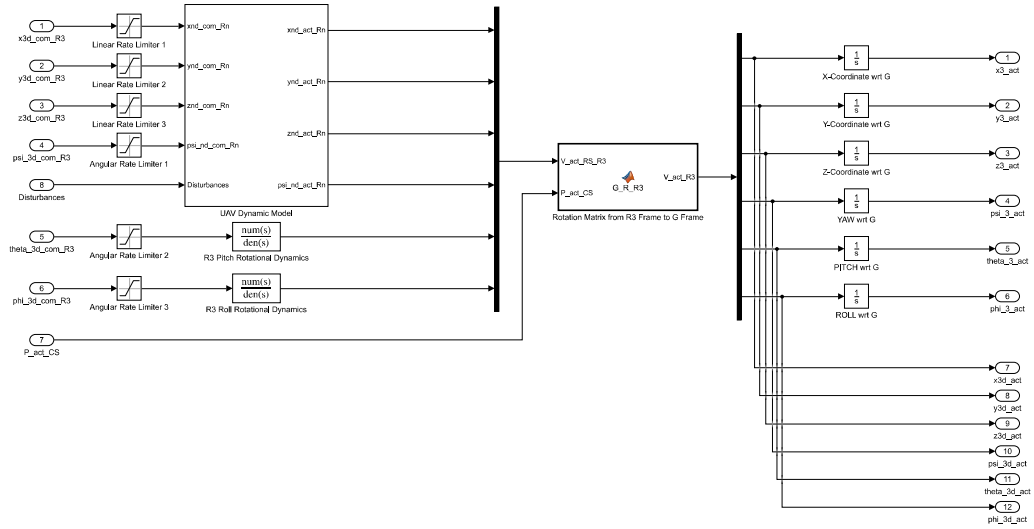 1
x3d_com_R3
Linear Rate Limiter 1
2
y3d_com_R3
Linear Rate Limiter 2
3
z3d_com_R3
Linear Rate Limiter 3
4
psi_3d_com_R3
Angular Rate Limiter 1
8
Disturbances
xnd_com_Rn
ynd_com_Rn
znd_com_Rn
psi_nd_com_Rn
Disturbances
xnd_act_Rn
ynd_act_Rn
znd_act_Rn
psi_nd_act_Rn
UAV Dynamic Model
5
theta_3d_com_R3
Angular Rate Limiter 2
num(s)
den(s)
R3 Pitch Rotational Dynamics
6
phi_3d_com_R3
Angular Rate Limiter 3
num(s)
den(s)
R3 Roll Rotational Dynamics
7
P_act_CS
V_act_RS_R3
P_act_CS
G_R_R3
V_act_R3
Rotation Matrix from R3 Frame to G Frame
1
s
X-Coordinate wrt G
1
s
Y-Coordinate wrt G
1
s
Z-Coordinate wrt G
1
s
YAW wrt G
1
s
PITCH wrt G
1
s
ROLL wrt G
1
x3_act
2
y3_act
3
z3_act
4
psi_3_act
5
theta_3_act
6
phi_3_act
7
x3d_act
8
y3d_act
9
z3d_act
10
psi_3d_act
11
theta_3d_act
12
phi_3d_act